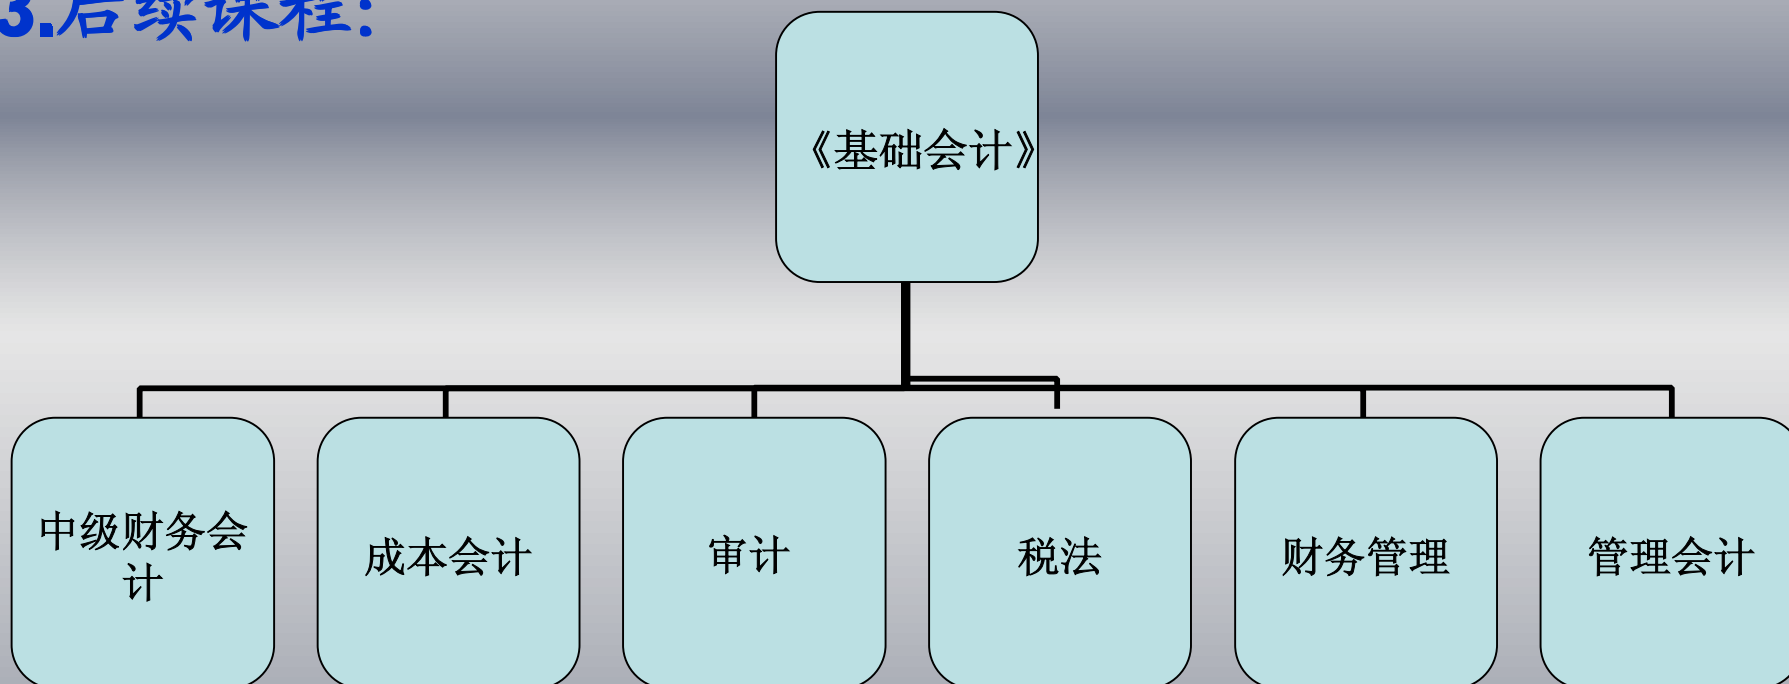 3.后续课程:
《基础会计》
中级财务会
计
成本会计
审计
税法
财务管理
管理会计